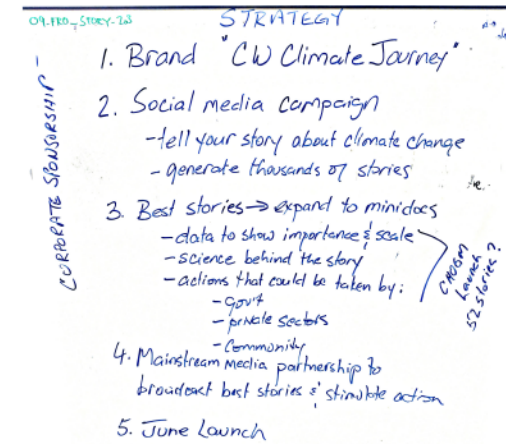 STRATEGY
1. Brand "CW Climate Journey"
2. Social media campaign
-tell your story about climate change
- generate thousands of stories
3. Best stories → expand to minidocs
- data to show importance & scale
- science behind the story
- actions that could be taken by:
- gov't
- private sectors
- community
4. Mainstream media partnership to
broadcast best stories & stimulate action
5. June Launch
CORPORATE SPONSORSHIP -
CHOGM
Launch
52 stories?